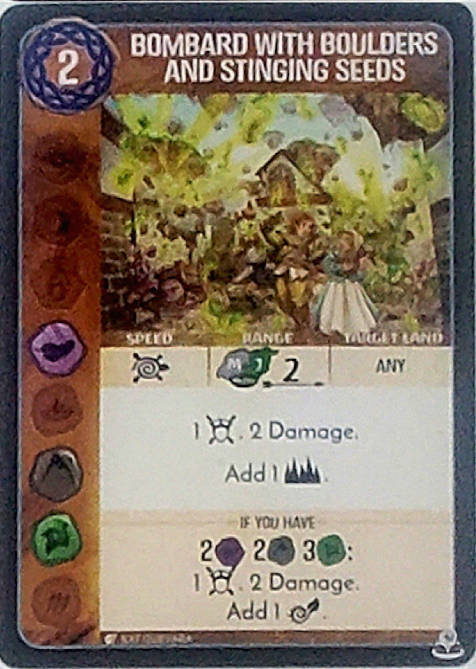 2
BOMBARD WITH BOULDERS
AND STINGING SEEDS
SPEED RANGE TARGET LAND
M J 2 ANY
1 . 2 Damage.
Add 1 .
IF YOU HAVE
2 2 3 :
1 . 2 Damage.
Add 1 .